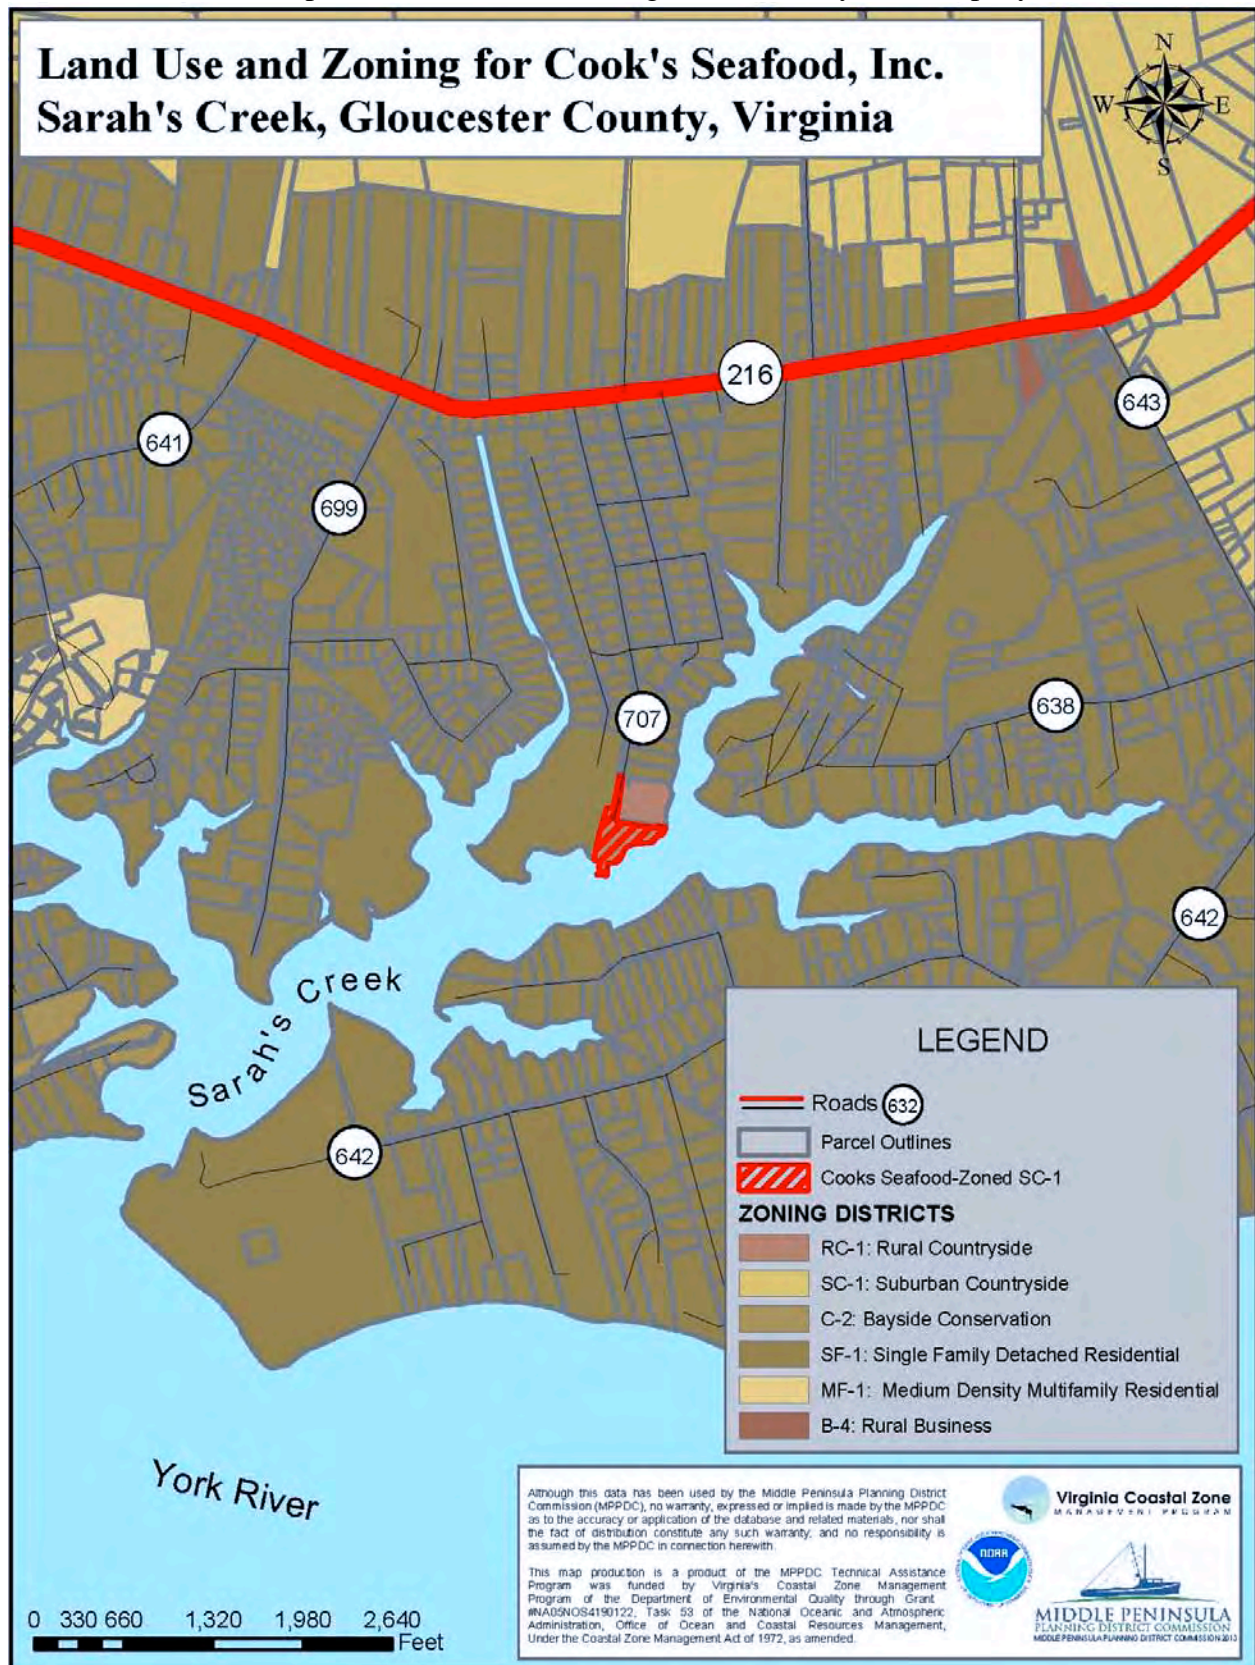 Land Use and Zoning for Cook's Seafood, Inc.
Sarah's Creek, Gloucester County, Virginia
N
W
E
S
216
643
641
699
707
638
642
Sarah's Creek
642
LEGEND
Roads 632
Parcel Outlines
Cooks Seafood-Zoned SC-1
ZONING DISTRICTS
RC-1: Rural Countryside
SC-1: Suburban Countryside
C-2: Bayside Conservation
SF-1: Single Family Detached Residential
MF-1: Medium Density Multifamily Residential
B-4: Rural Business
York River
0 330 660 1,320 1,980 2,640
Feet
Although this data has been used by the Middle Peninsula Planning District
Commission (MPPDC), no warranty, expressed or implied is made by the MPPDC
as to the accuracy or application of the database and related materials, nor shall
the fact of distribution constitute any such warranty, and no responsibility is
assumed by the MPPDC in connection herewith.
This map production is a product of the MPPDC Technical Assistance
Program was funded by Virginia's Coastal Zone Management
Program of the Department of Environmental Quality through Grant
#NA05NOS4190122, Task 53 of the National Oceanic and Atmospheric
Administration, Office of Ocean and Coastal Resources Management,
Under the Coastal Zone Management Act of 1972, as amended.
Virginia Coastal Zone
MANAGEMENT PROGRAM
NOAA
MIDDLE PENINSULA
PLANNING DISTRICT COMMISSION
MIDDLE PENINSULA PLANNING DISTRICT COMMISSION 2013